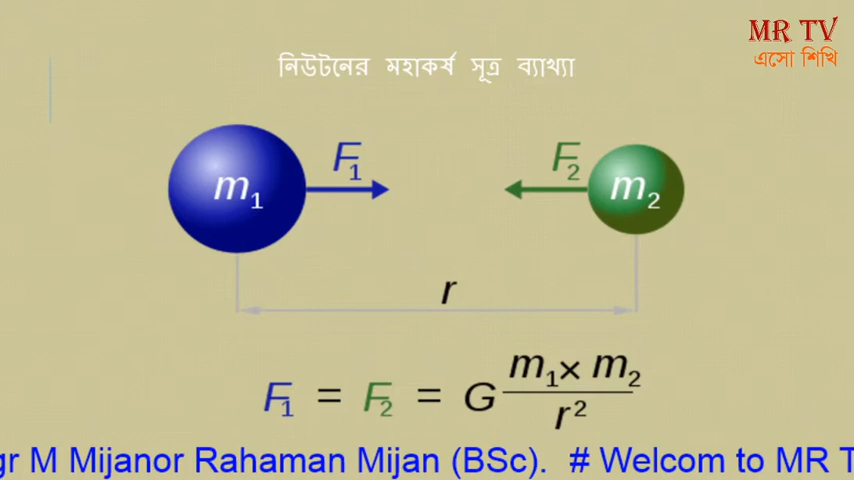 MR TV
এসো শিখি
নিউটনের মহাকর্ষ সূত্র ব্যাখ্যা
F₁
F₂
m₁
m₂
r
F₁ = F₂ = G m₁ × m₂ / r²
gr M Mijanor Rahaman Mijan (BSc). # Welcom to MR T